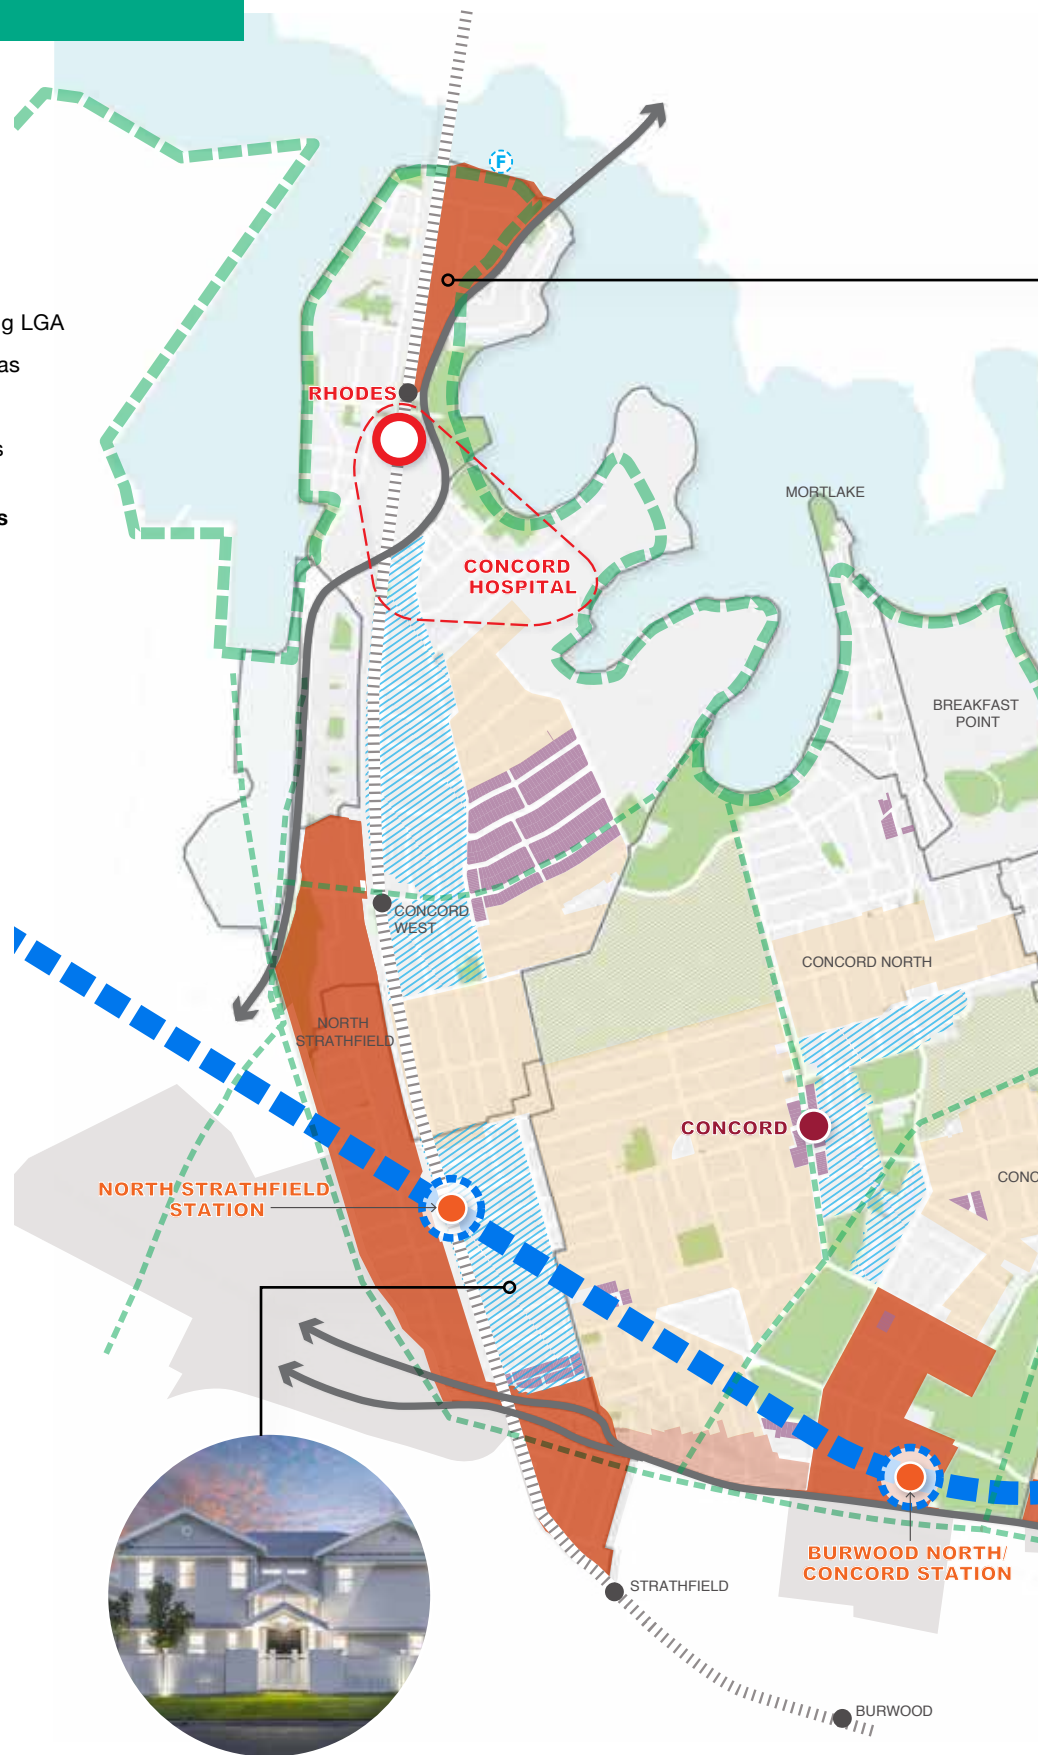 g LGA
as
s
s
F
RHODES
CONCORD
HOSPITAL
MORTLAKE
BREAKFAST
POINT
CONCORD
WEST
CONCORD NORTH
NORTH
STRATHFIELD
CONCORD
CONC
NORTH STRATHFIELD
STATION
BURWOOD NORTH/
CONCORD STATION
STRATHFIELD
BURWOOD